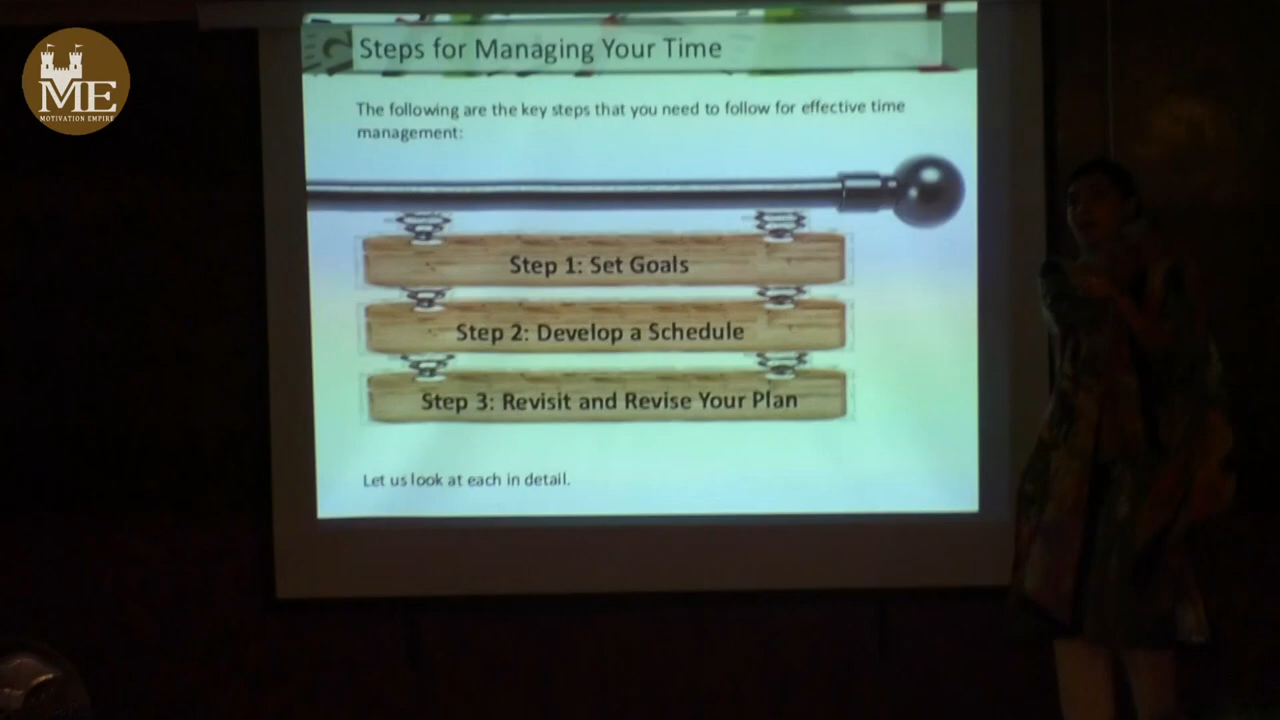 ME
MOTIVATION EMPIRE
Steps for Managing Your Time
The following are the key steps that you need to follow for effective time
management:
Step 1: Set Goals
Step 2: Develop a Schedule
Step 3: Revisit and Revise Your Plan
Let us look at each in detail.